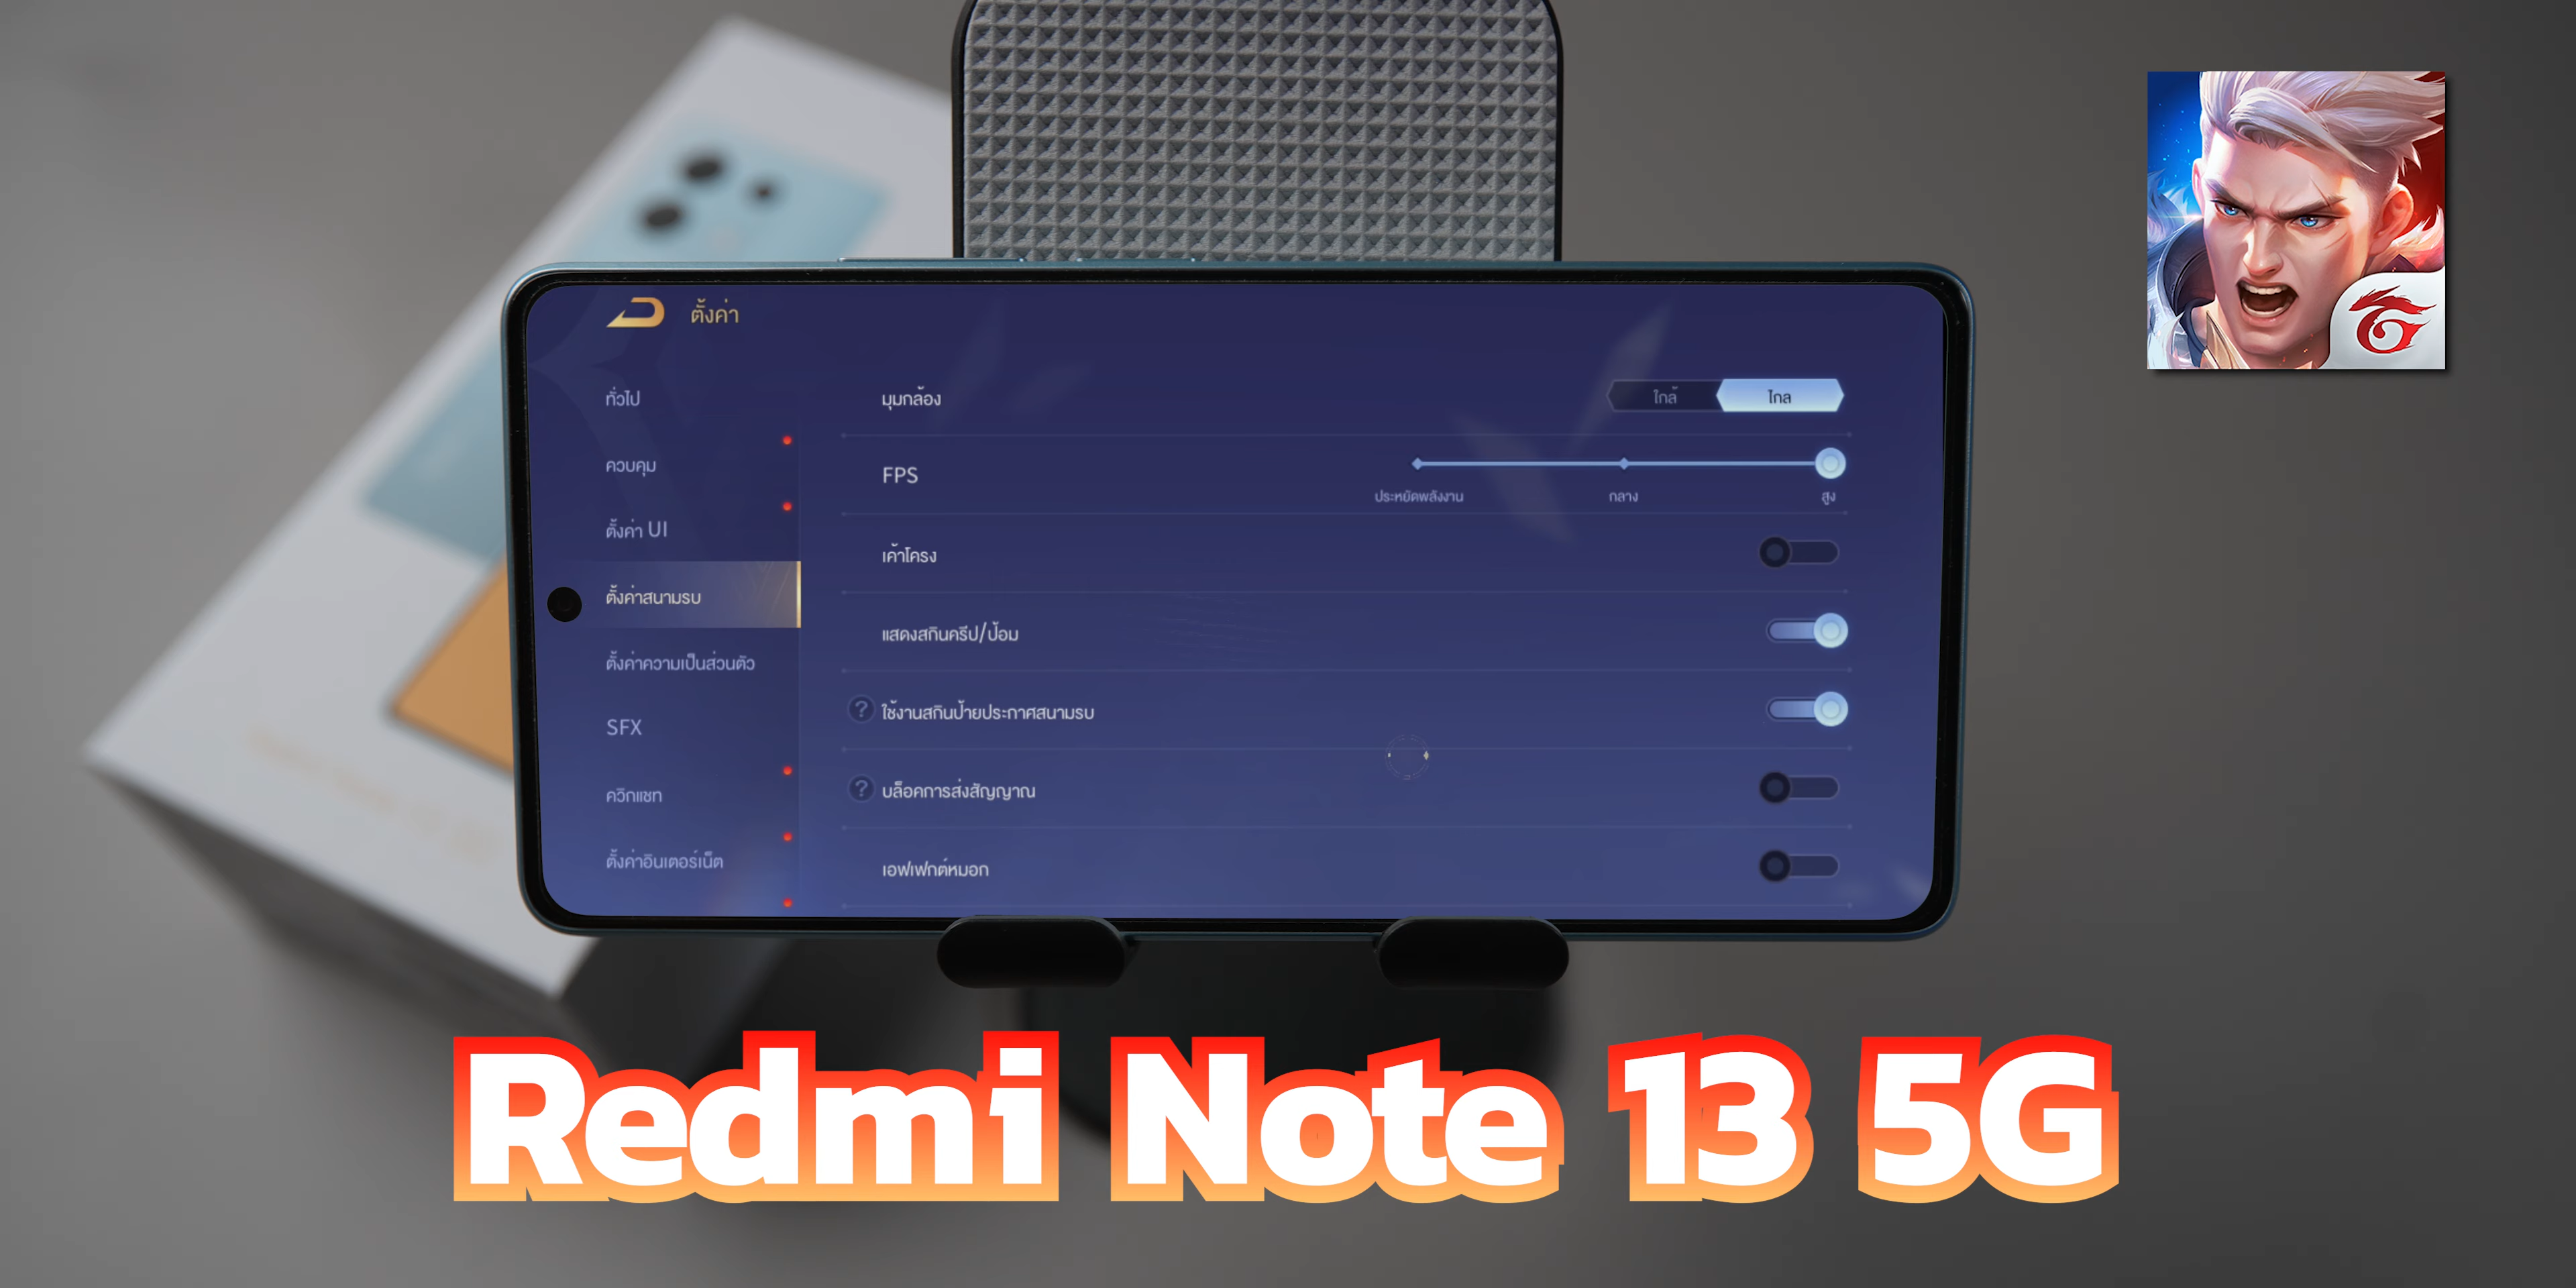 ตั้งค่า
ทั่วไป
ควบคุม
ตั้งค่า UI
ตั้งค่าสนามรบ
ตั้งค่าความเป็นส่วนตัว
SFX
ควิกแชท
ตั้งค่าอินเตอร์เน็ต
มุมกล้อง
ใกล้ ไกล
FPS
ประหยัดพลังงาน กลาง สูง
เค้าโครง
แสดงสกินครีป/ป้อม
? ใช้งานสกินป้ายประกาศสนามรบ
? บล็อคการส่งสัญญาณ
เอฟเฟกต์หมอก
Redmi Note 13 5G